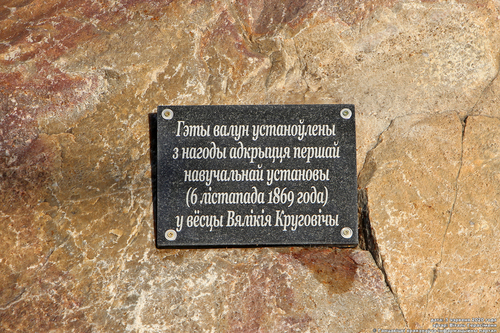 Гэты валун устаноўлены
з нагоды адкрыцця першай
навучальнай установы
(6 лістапада 1869 года)
у вёсцы Вялікія Круговічы